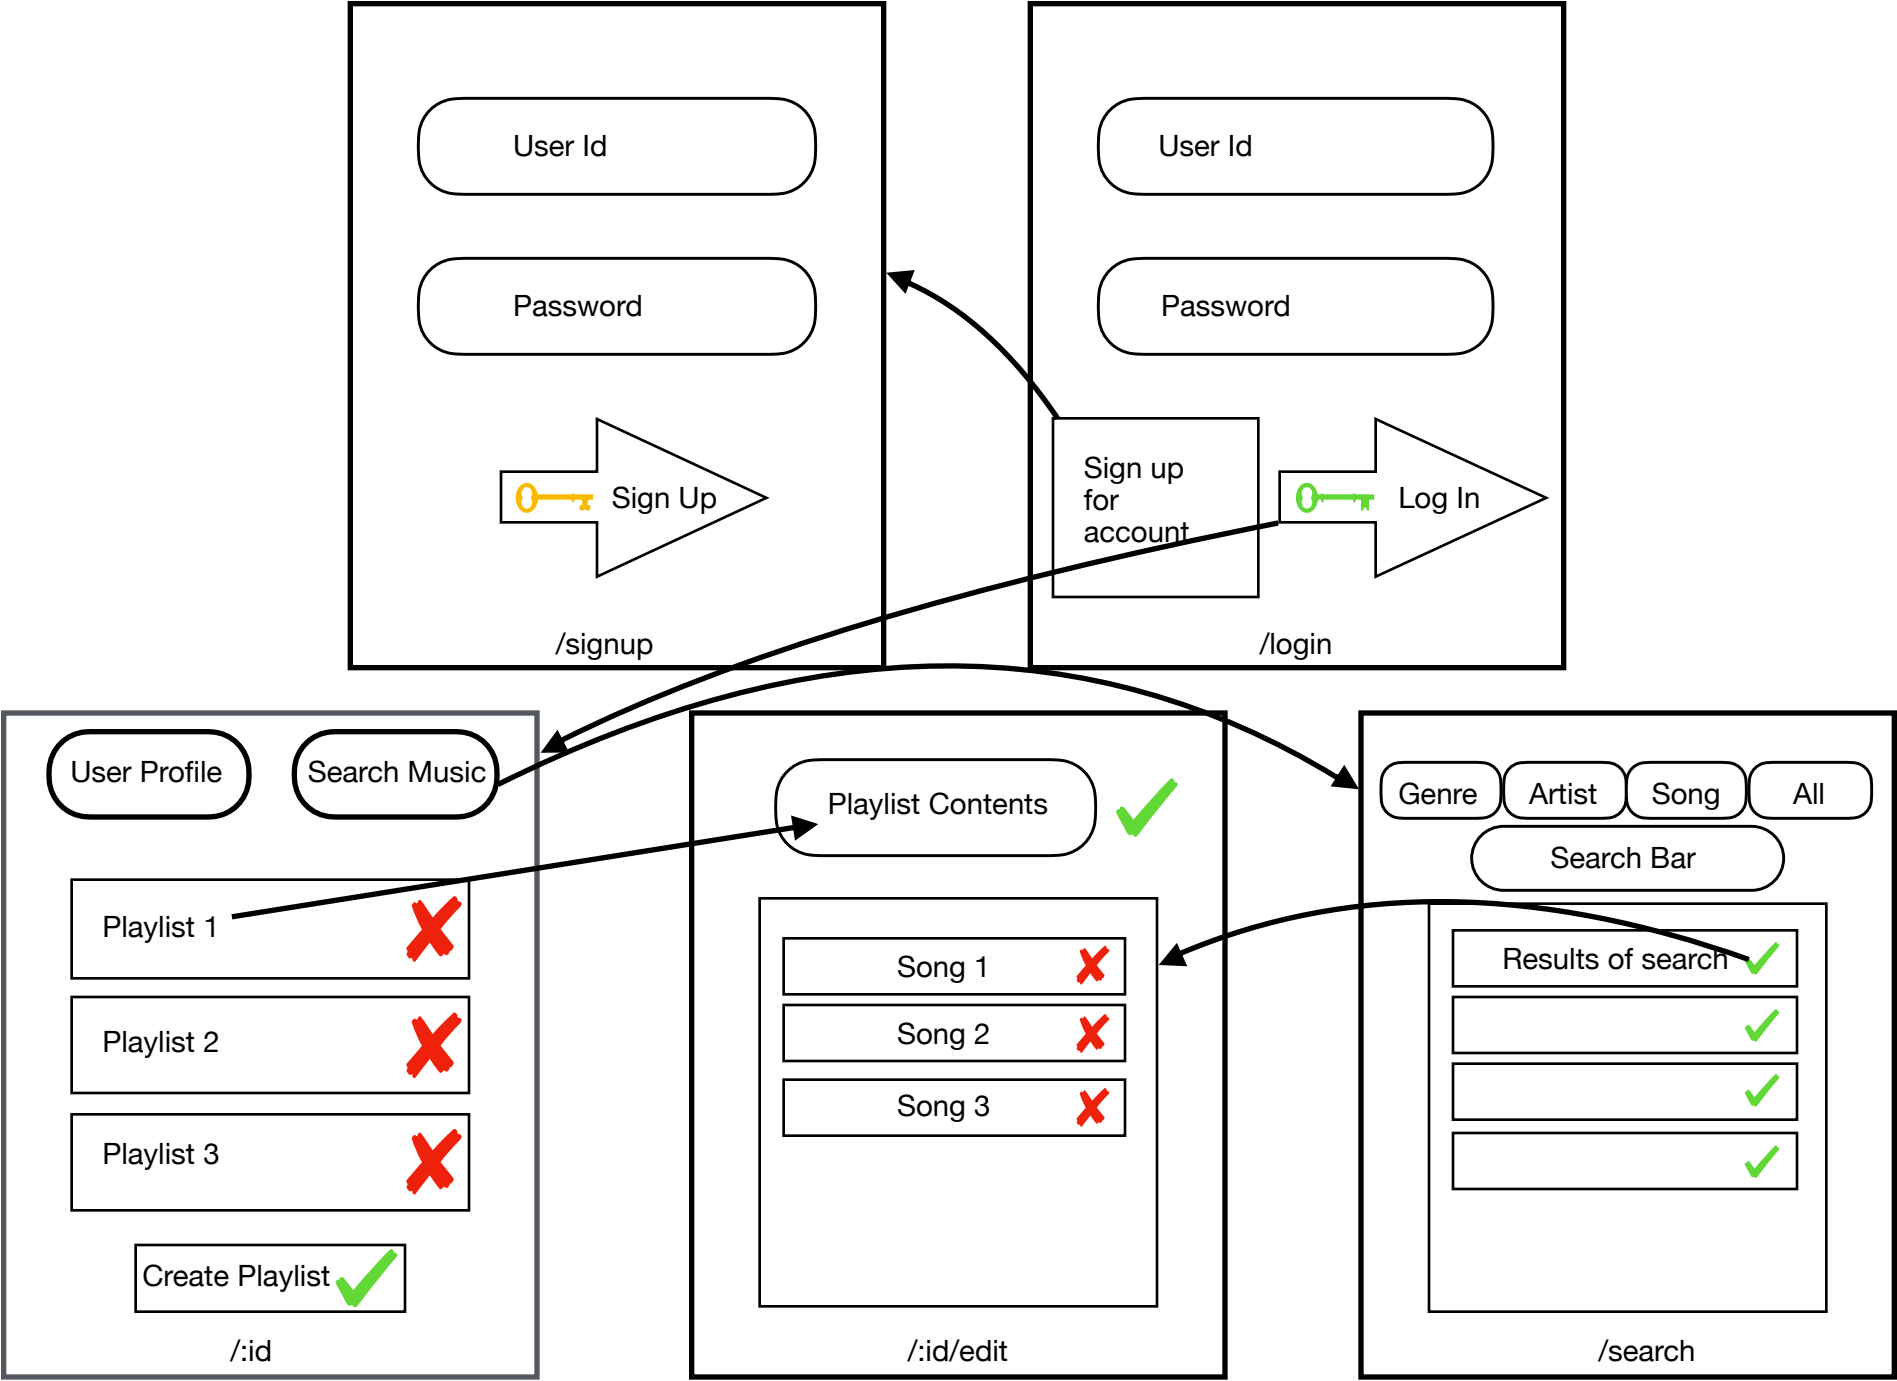 User Id
Password
Sign Up
/signup
User Id
Password
Sign up
for
account
Log In
/login
User Profile
Search Music
Playlist 1
Playlist 2
Playlist 3
Create Playlist
/:id
Playlist Contents
Song 1
Song 2
Song 3
/:id/edit
Genre
Artist
Song
All
Search Bar
Results of search
/search